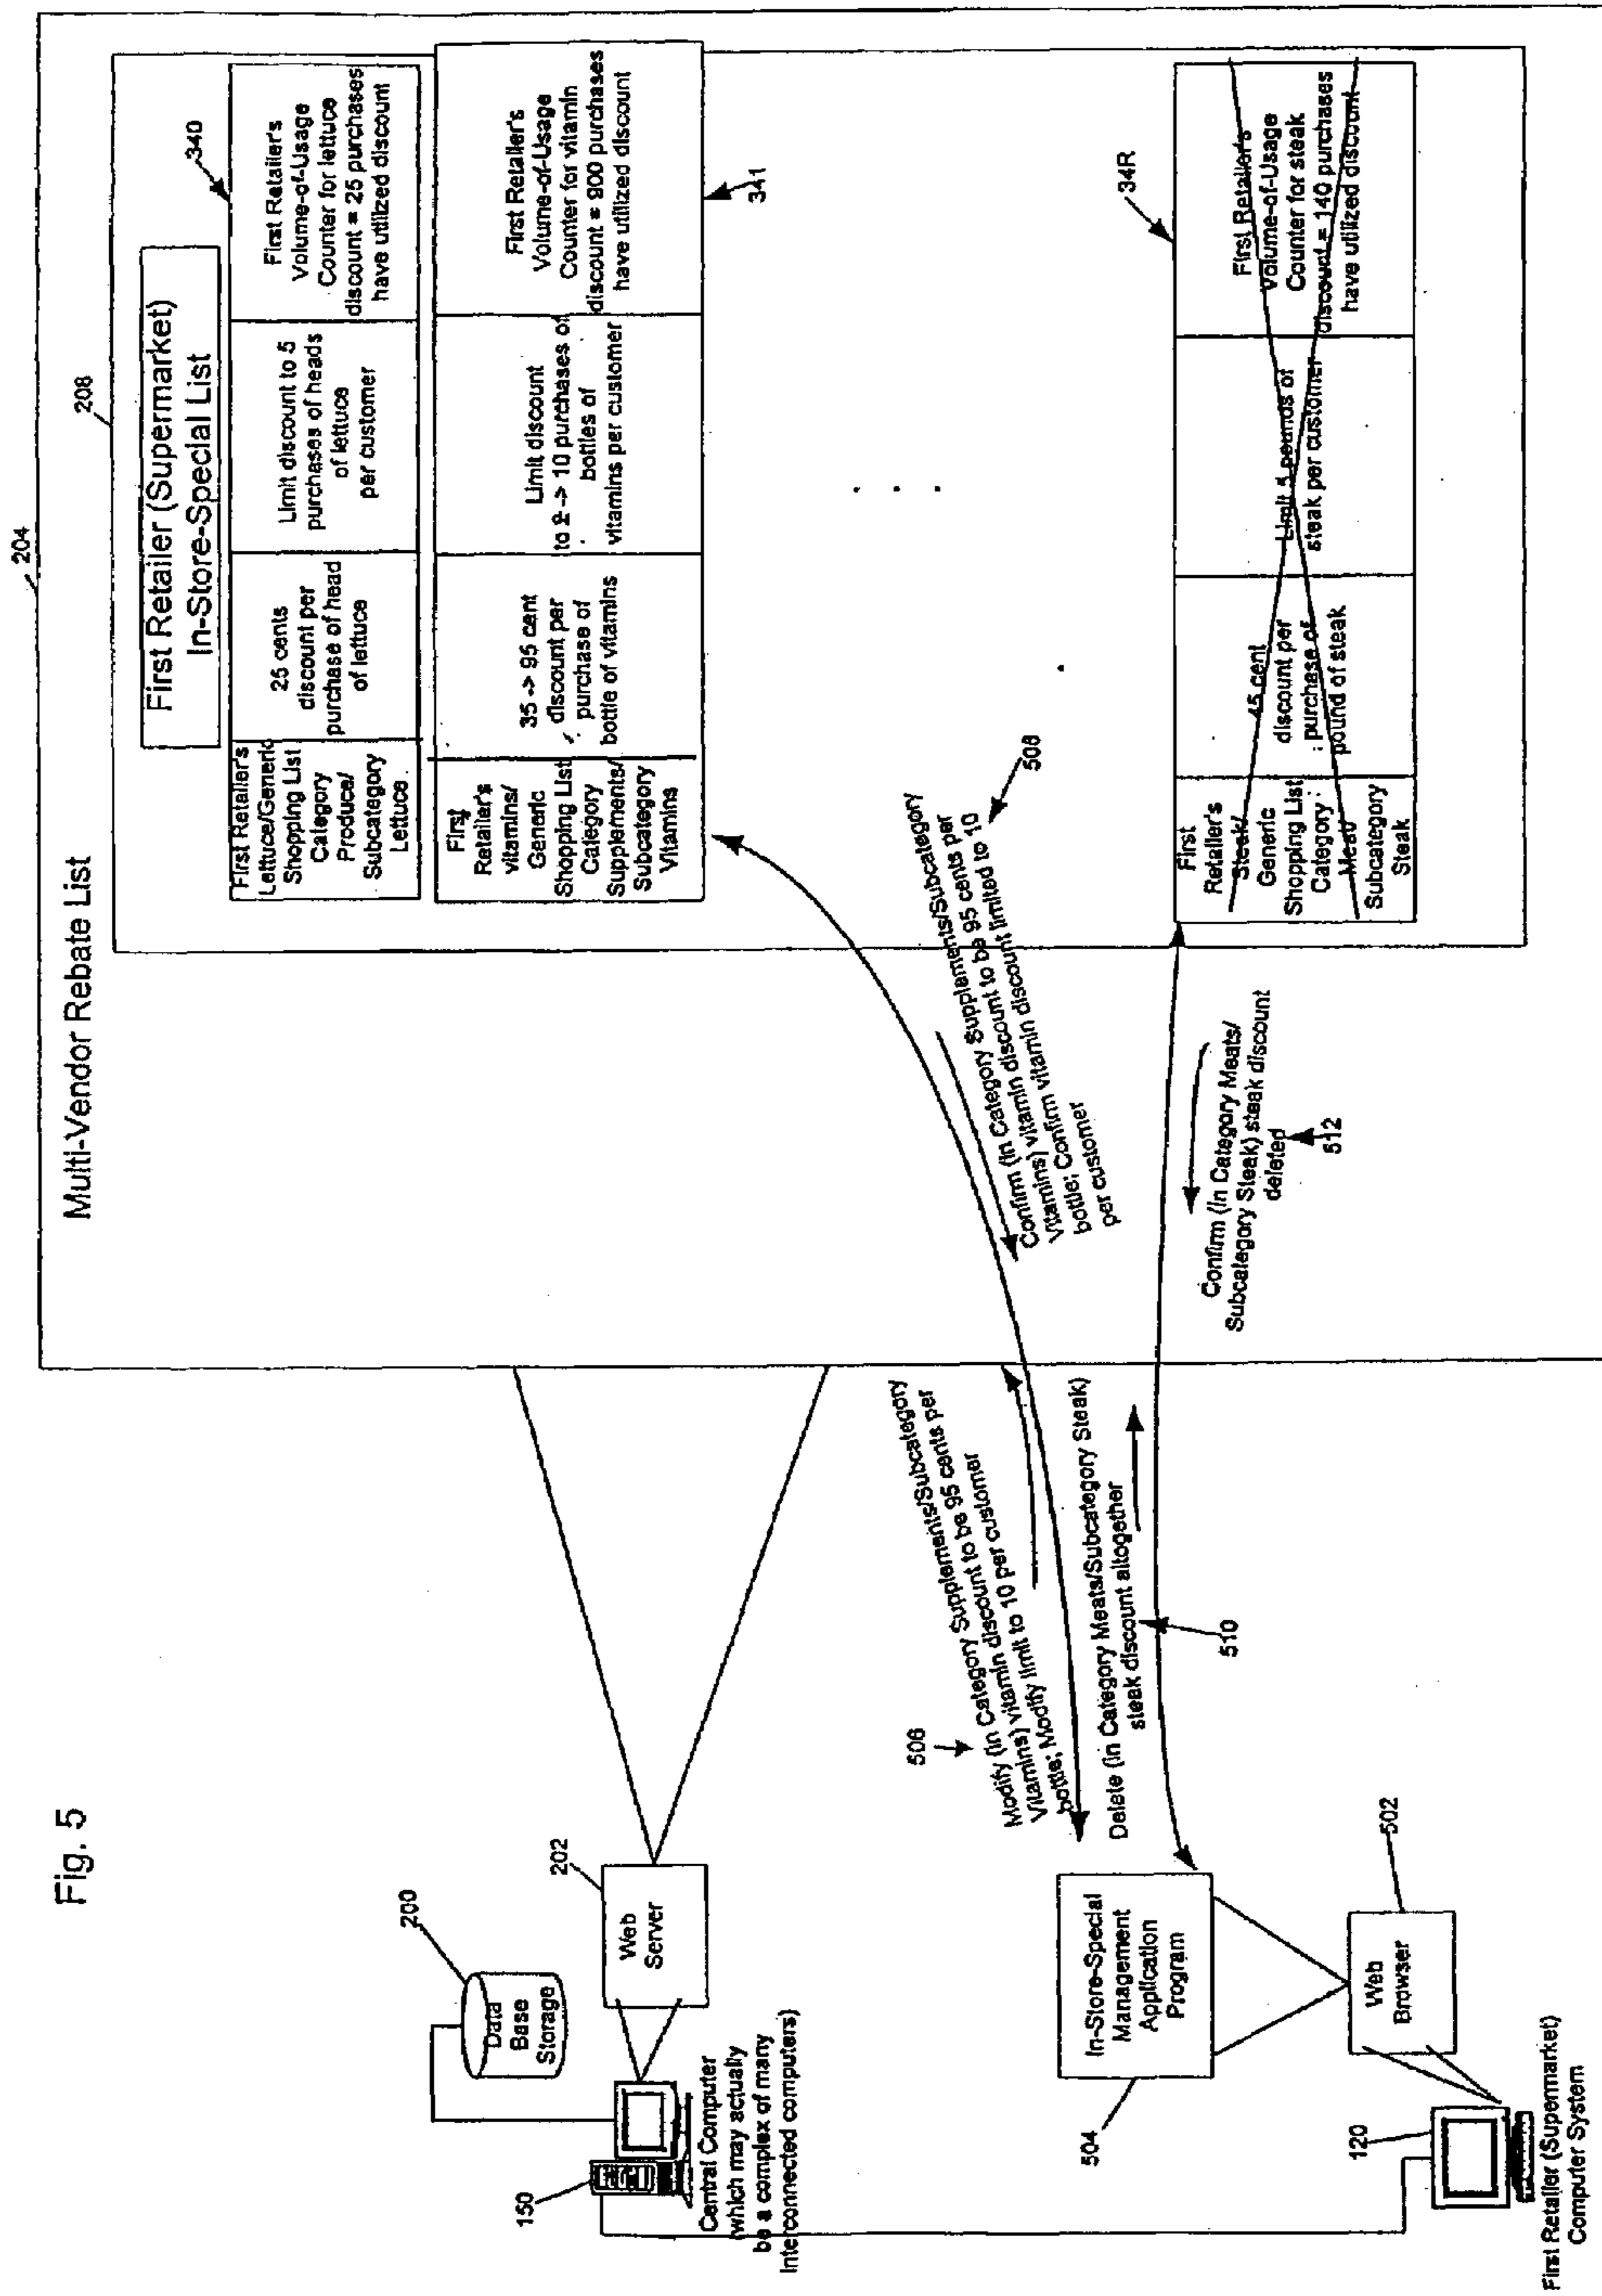 Fig. 5
204
Multi-Vendor Rebate List
208
First Retailer (Supermarket)
In-Store-Special List
340
First Retailer's
Lettuce/Generic
Shopping List
Category
Produce/
Subcategory
Lettuce
25 cents
discount per
purchase of head
of lettuce
Limit discount to 5
purchases of heads
of lettuce
per customer
First Retailer's
Volume-of-Usage
Counter for lettuce
discount = 25 purchases
have utilized discount
First
Retailer's
vitamins/
Generic
Shopping List
Category
Supplements/
Subcategory
Vitamins
35 -> 95 cent
discount per
purchase of
bottle of vitamins
Limit discount
to 2 -> 10 purchases of
bottles of
vitamins per customer
First Retailer's
Volume-of-Usage
Counter for vitamin
discount = 900 purchases
have utilized discount
341
. . .
34R
First
Retailer's
Steak/
Generic
Shopping List
Category
Meat/
Subcategory
Steak
45 cent
discount per
purchase of
pound of steak
Limit 5 pounds of
steak per customer
First Retailer's
Volume-of-Usage
Counter for steak
discount = 140 purchases
have utilized discount
200
Data
Base
Storage
202
Web
Server
150
Central Computer
(which may actually
be a complex of many
Interconnected computers)
506
Modify (in Category Supplements/Subcategory
Vitamins) vitamin discount to be 95 cents per
bottle; Modify limit to 10 per customer
508
Confirm (in Category Supplements/Subcategory
Vitamins) vitamin discount to be 95 cents per
bottle; Confirm vitamin discount limited to 10
per customer
Delete (in Category Meats/Subcategory Steak)
steak discount altogether
510
Confirm (in Category Meats/
Subcategory Steak) steak discount
deleted
512
504
In-Store-Special
Management
Application
Program
502
Web
Browser
120
First Retailer (Supermarket)
Computer System